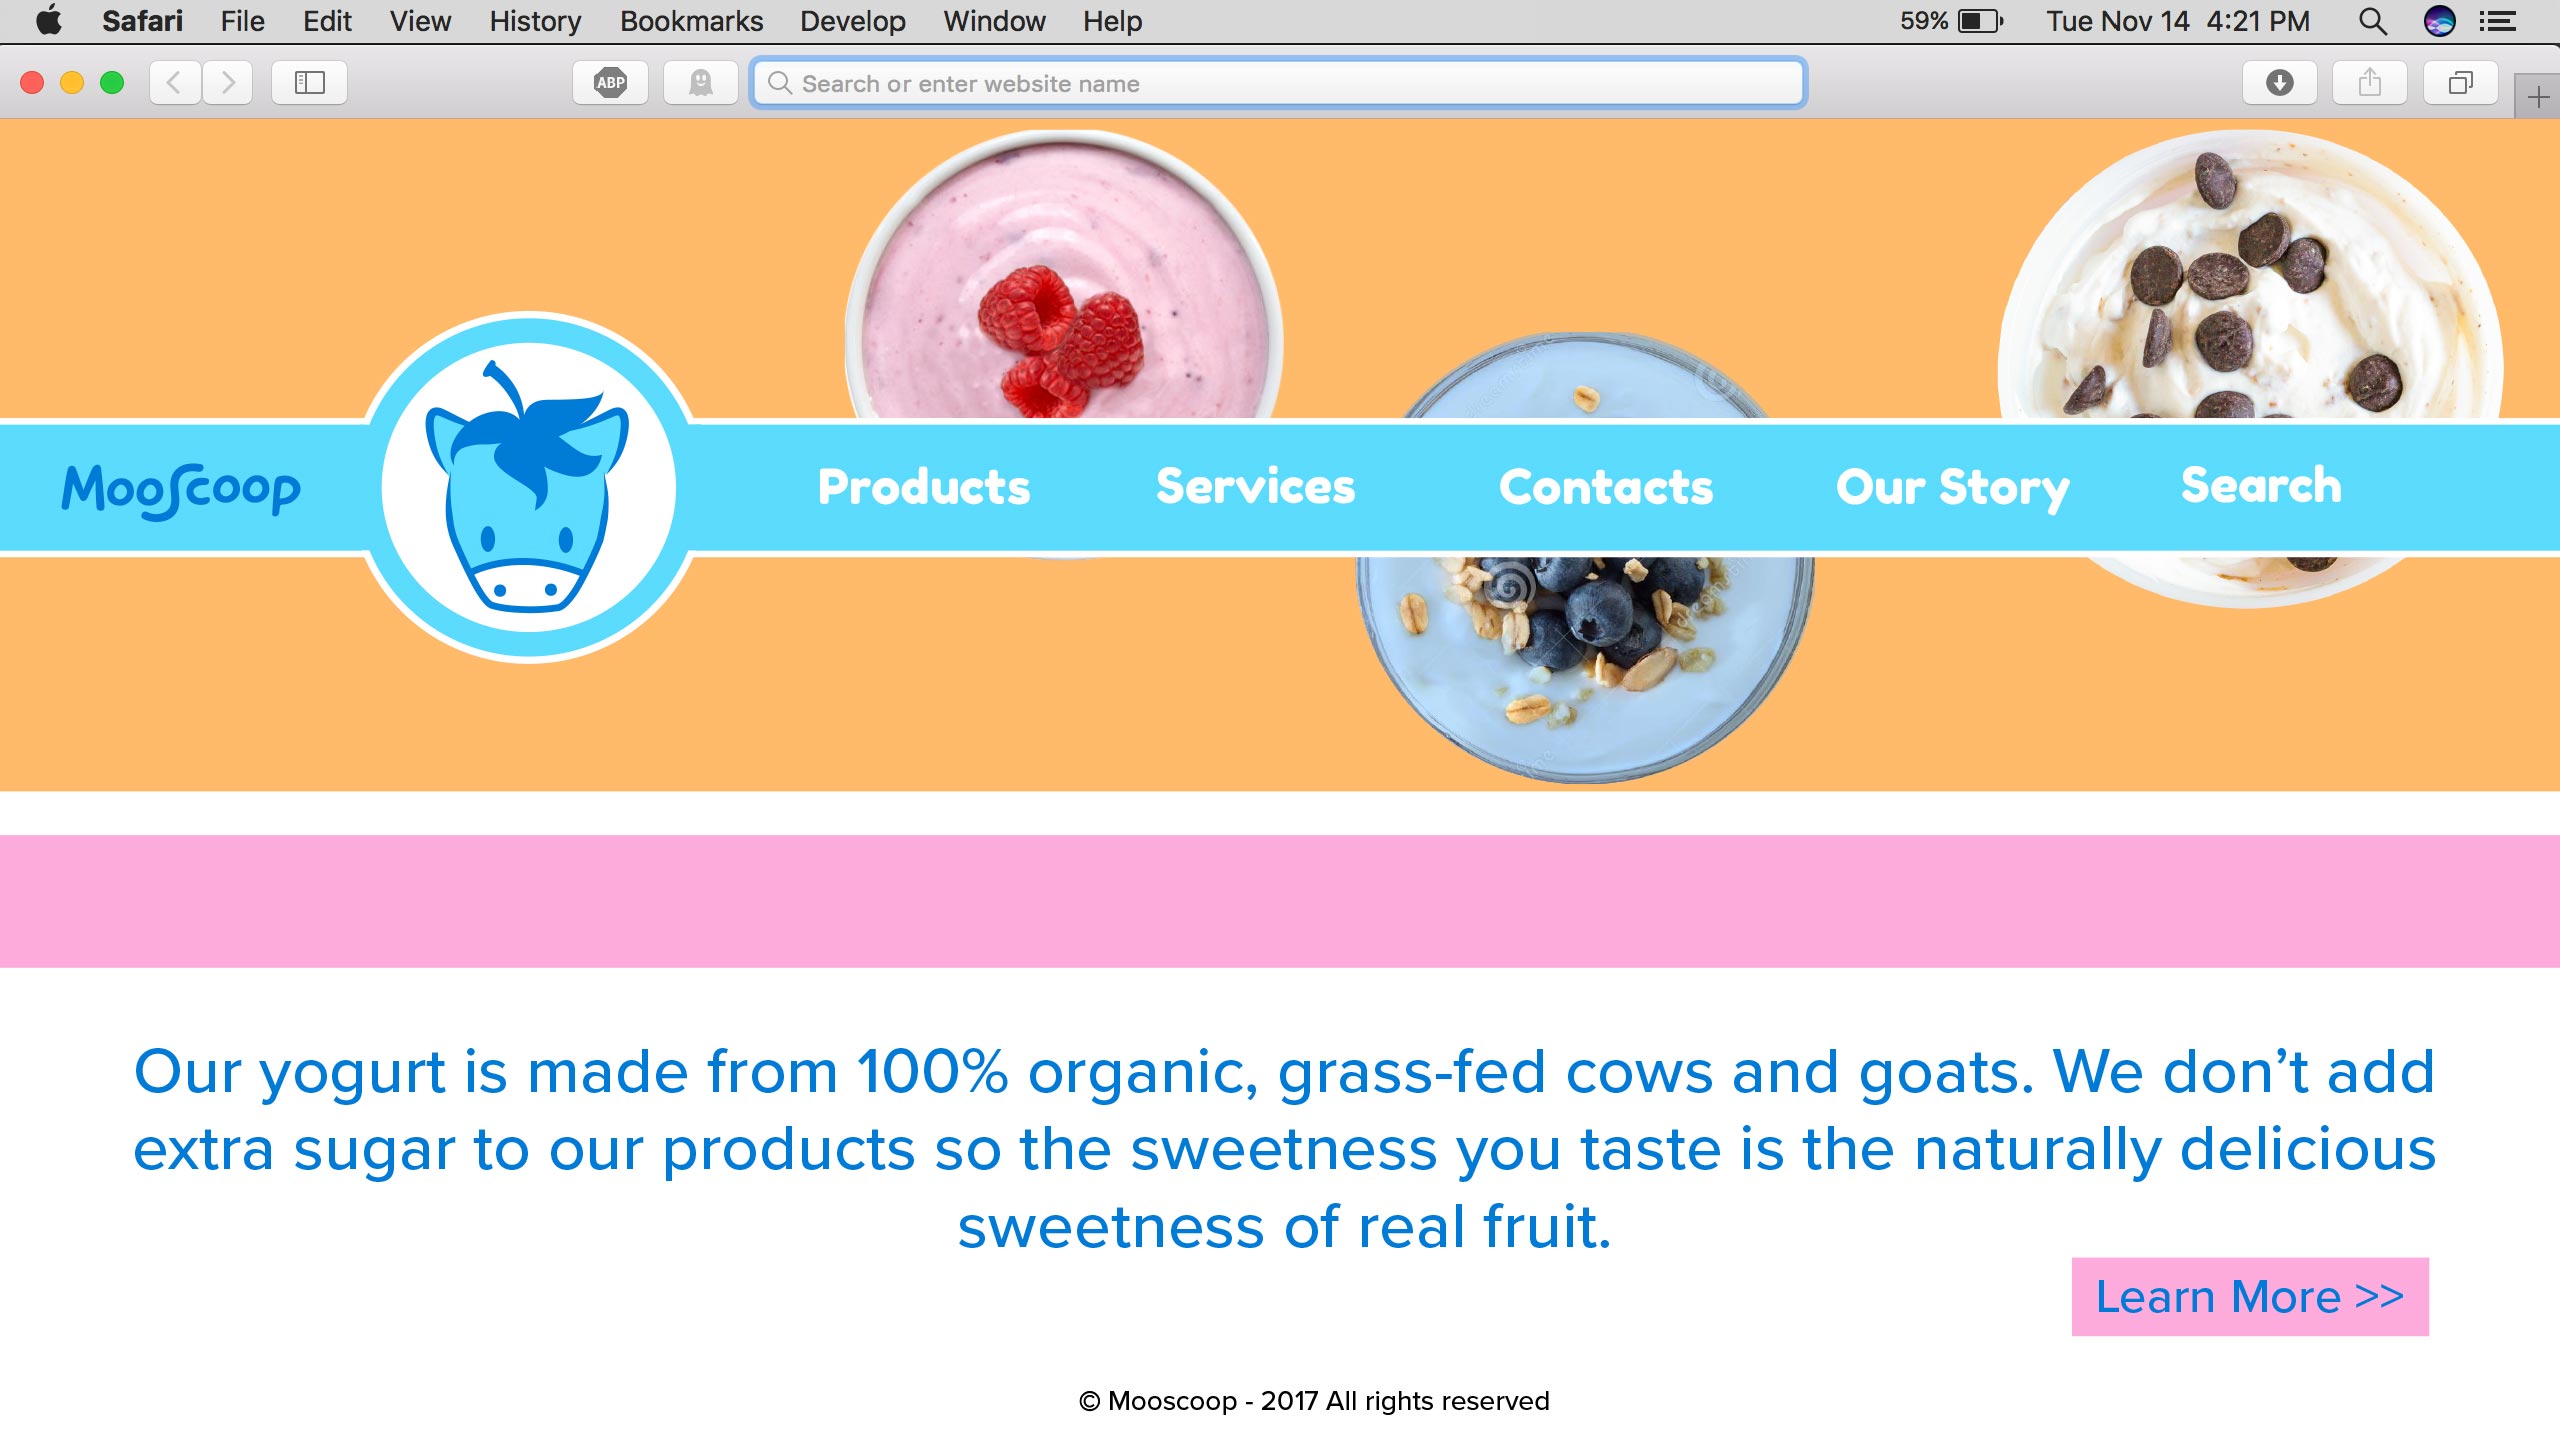 Safari File Edit View History Bookmarks Develop Window Help 59% Tue Nov 14 4:21 PM
ABP Search or enter website name
MooScoop Products Services Contacts Our Story Search
Our yogurt is made from 100% organic, grass-fed cows and goats. We don’t add
extra sugar to our products so the sweetness you taste is the naturally delicious
sweetness of real fruit.
Learn More >>
© Mooscoop - 2017 All rights reserved